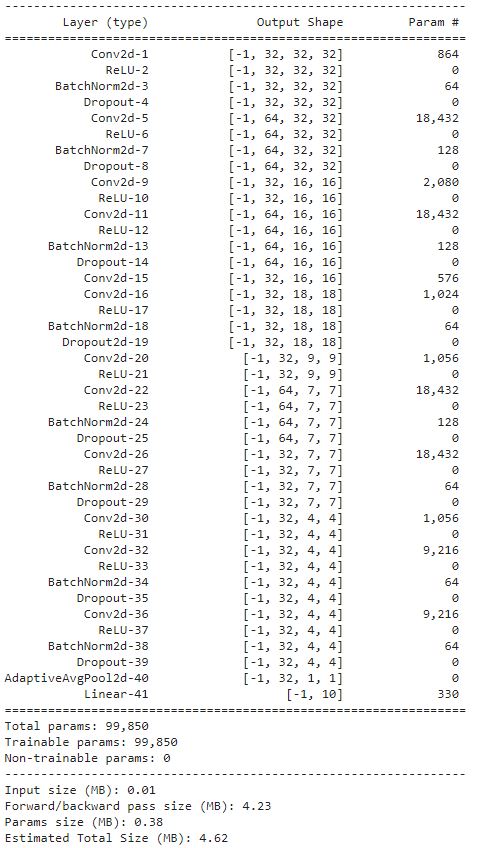 ----------------------------------------------------------------
Layer (type) Output Shape Param #
================================================================
Conv2d-1 [-1, 32, 32, 32] 864
ReLU-2 [-1, 32, 32, 32] 0
BatchNorm2d-3 [-1, 32, 32, 32] 64
Dropout-4 [-1, 32, 32, 32] 0
Conv2d-5 [-1, 64, 32, 32] 18,432
ReLU-6 [-1, 64, 32, 32] 0
BatchNorm2d-7 [-1, 64, 32, 32] 128
Dropout-8 [-1, 64, 32, 32] 0
Conv2d-9 [-1, 32, 16, 16] 2,080
ReLU-10 [-1, 32, 16, 16] 0
Conv2d-11 [-1, 64, 16, 16] 18,432
ReLU-12 [-1, 64, 16, 16] 0
BatchNorm2d-13 [-1, 64, 16, 16] 128
Dropout-14 [-1, 64, 16, 16] 0
Conv2d-15 [-1, 32, 16, 16] 576
Conv2d-16 [-1, 32, 18, 18] 1,024
ReLU-17 [-1, 32, 18, 18] 0
BatchNorm2d-18 [-1, 32, 18, 18] 64
Dropout2d-19 [-1, 32, 18, 18] 0
Conv2d-20 [-1, 32, 9, 9] 1,056
ReLU-21 [-1, 32, 9, 9] 0
Conv2d-22 [-1, 64, 7, 7] 18,432
ReLU-23 [-1, 64, 7, 7] 0
BatchNorm2d-24 [-1, 64, 7, 7] 128
Dropout-25 [-1, 64, 7, 7] 0
Conv2d-26 [-1, 32, 7, 7] 18,432
ReLU-27 [-1, 32, 7, 7] 0
BatchNorm2d-28 [-1, 32, 7, 7] 64
Dropout-29 [-1, 32, 7, 7] 0
Conv2d-30 [-1, 32, 4, 4] 1,056
ReLU-31 [-1, 32, 4, 4] 0
Conv2d-32 [-1, 32, 4, 4] 9,216
ReLU-33 [-1, 32, 4, 4] 0
BatchNorm2d-34 [-1, 32, 4, 4] 64
Dropout-35 [-1, 32, 4, 4] 0
Conv2d-36 [-1, 32, 4, 4] 9,216
ReLU-37 [-1, 32, 4, 4] 0
BatchNorm2d-38 [-1, 32, 4, 4] 64
Dropout-39 [-1, 32, 4, 4] 0
AdaptiveAvgPool2d-40 [-1, 32, 1, 1] 0
Linear-41 [-1, 10] 330
================================================================
Total params: 99,850
Trainable params: 99,850
Non-trainable params: 0
----------------------------------------------------------------
Input size (MB): 0.01
Forward/backward pass size (MB): 4.23
Params size (MB): 0.38
Estimated Total Size (MB): 4.62